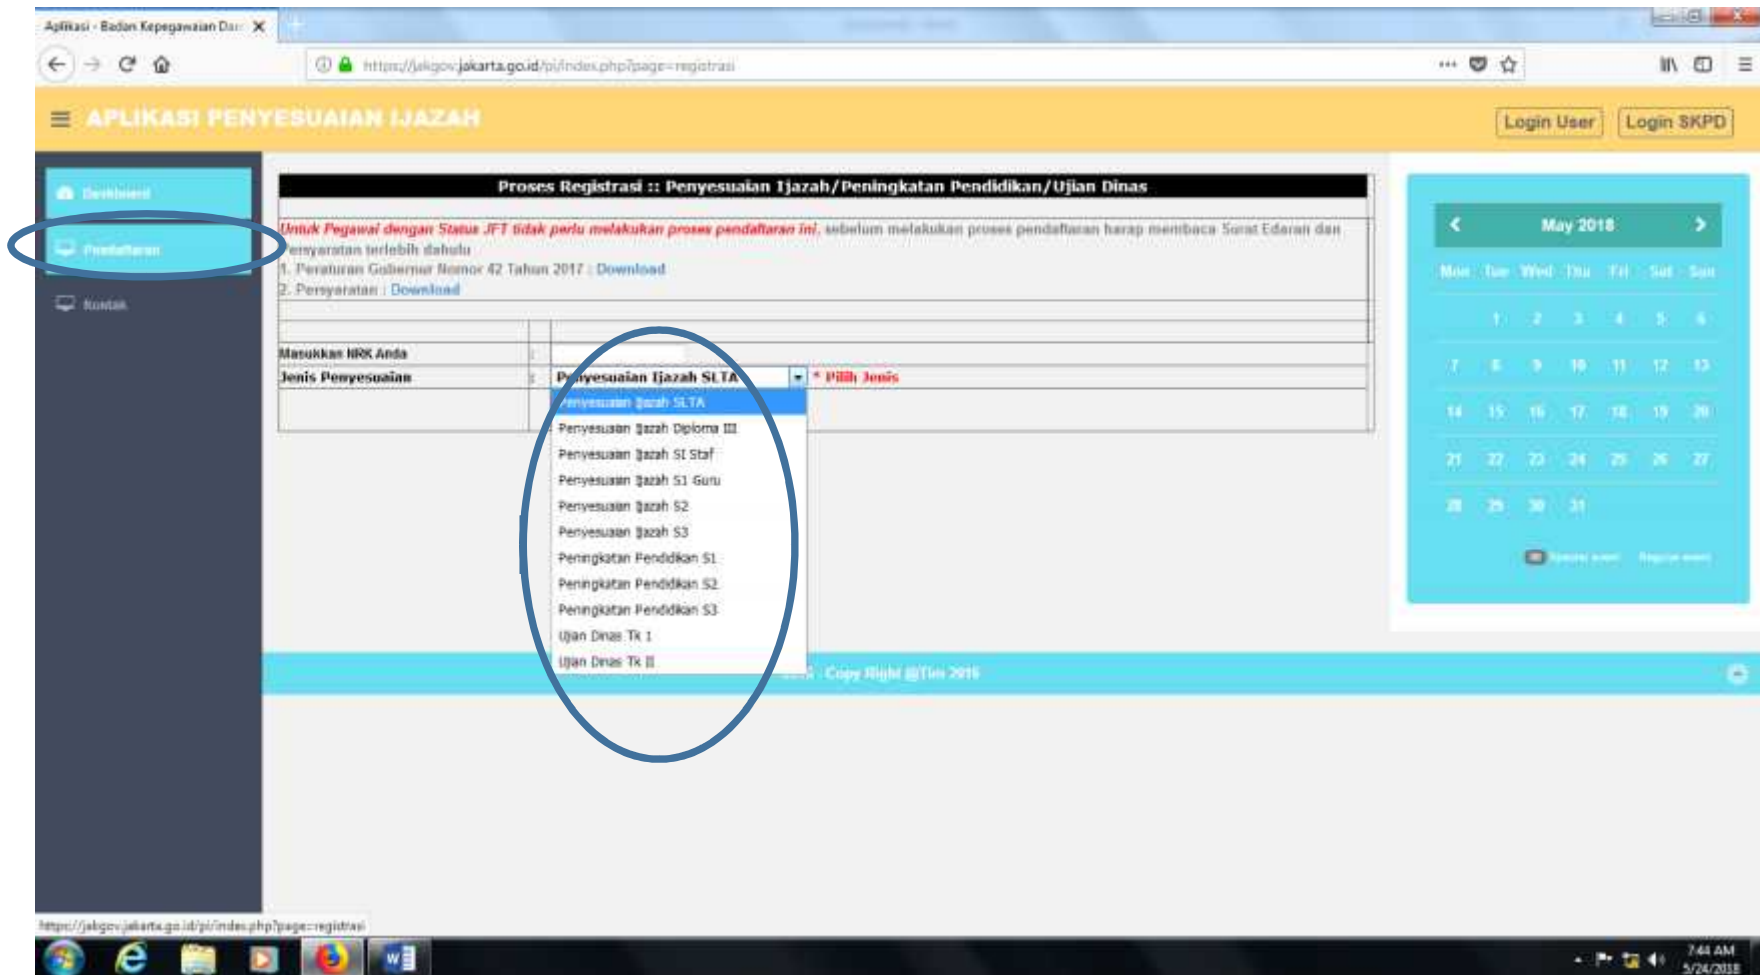 Aplikasi - Badan Kepegawaian Dae
https://jakgov.jakarta.go.id/pi/index.php?page=registrasi
APLIKASI PENYESUAIAN IJAZAH
Login User
Login SKPD
Dashboard
Pendaftaran
Kontak
Proses Registrasi :: Penyesuaian Ijazah/Peningkatan Pendidikan/Ujian Dinas
Untuk Pegawai dengan Status JFT tidak perlu melakukan proses pendaftaran ini, sebelum melakukan proses pendaftaran harap membaca Surat Edaran dan
Persyaratan terlebih dahulu
1. Peraturan Gubernur Nomor 42 Tahun 2017 : Download
2. Persyaratan : Download
Masukkan NRK Anda :
Jenis Penyesuaian : Penyesuaian Ijazah SLTA * Pilih Jenis
Penyesuaian Ijazah SLTA
Penyesuaian Ijazah Diploma III
Penyesuaian Ijazah SI Staf
Penyesuaian Ijazah S1 Guru
Penyesuaian Ijazah S2
Penyesuaian Ijazah S3
Peningkatan Pendidikan S1
Peningkatan Pendidikan S2
Peningkatan Pendidikan S3
Ujian Dinas Tk I
Ujian Dinas Tk II
May 2018
Mon Tue Wed Thu Fri Sat Sun
1 2 3 4 5 6
7 8 9 10 11 12 13
14 15 16 17 18 19 20
21 22 23 24 25 26 27
28 29 30 31
Special event Regular event
Copy Right @Tim 2016
https://jakgov.jakarta.go.id/pi/index.php?page=registrasi
7:44 AM
5/24/2018